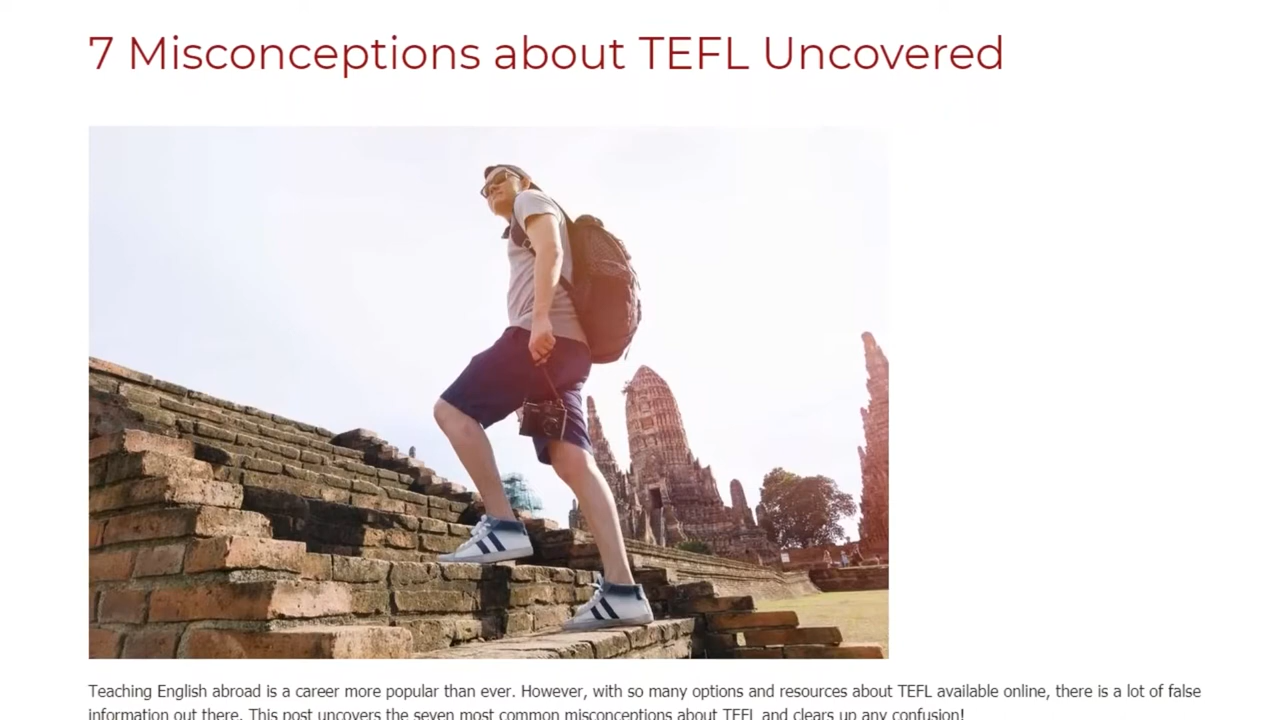 7 Misconceptions about TEFL Uncovered
Teaching English abroad is a career more popular than ever. However, with so many options and resources about TEFL available online, there is a lot of false
information out there. This post uncovers the seven most common misconceptions about TEFL and clears up any confusion!